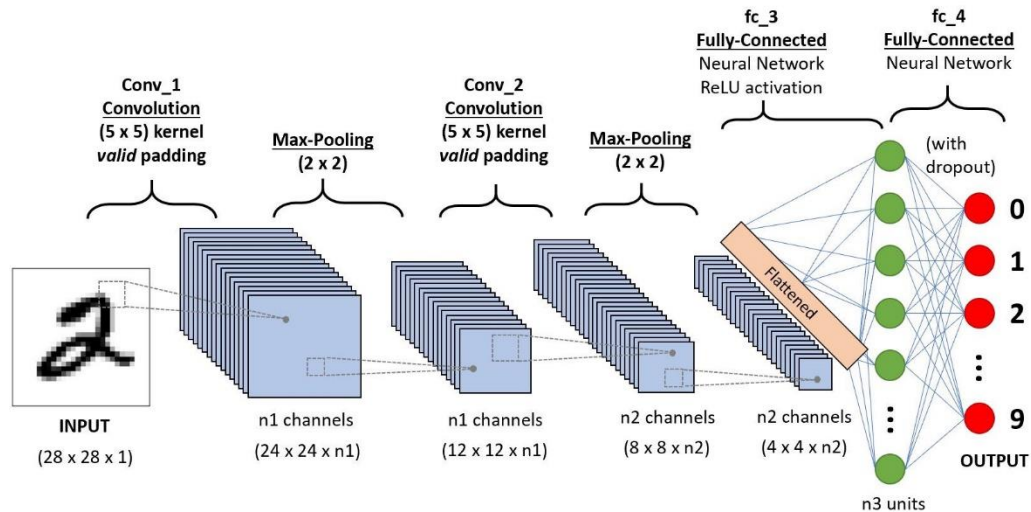 fc_3
Fully-Connected
Neural Network
ReLU activation
fc_4
Fully-Connected
Neural Network
Conv_1
Convolution
(5 x 5) kernel
valid padding
Max-Pooling
(2 x 2)
Conv_2
Convolution
(5 x 5) kernel
valid padding
Max-Pooling
(2 x 2)
(with
dropout)
Flattened
0
1
2
9
INPUT
(28 x 28 x 1)
n1 channels
(24 x 24 x n1)
n1 channels
(12 x 12 x n1)
n2 channels
(8 x 8 x n2)
n2 channels
(4 x 4 x n2)
n3 units
OUTPUT
2